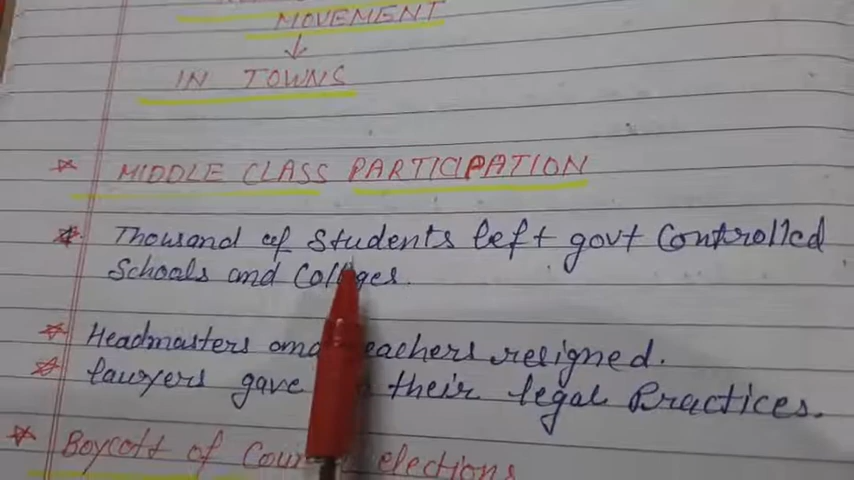 MOVEMENT
↓
IN TOWNS
* MIDDLE CLASS PARTICIPATION
* Thousand of Students left govt Controlled
Schools and Colleges.
* Headmasters and teachers resigned.
* lawyers gave their legal Practices.
* Boycott of elections